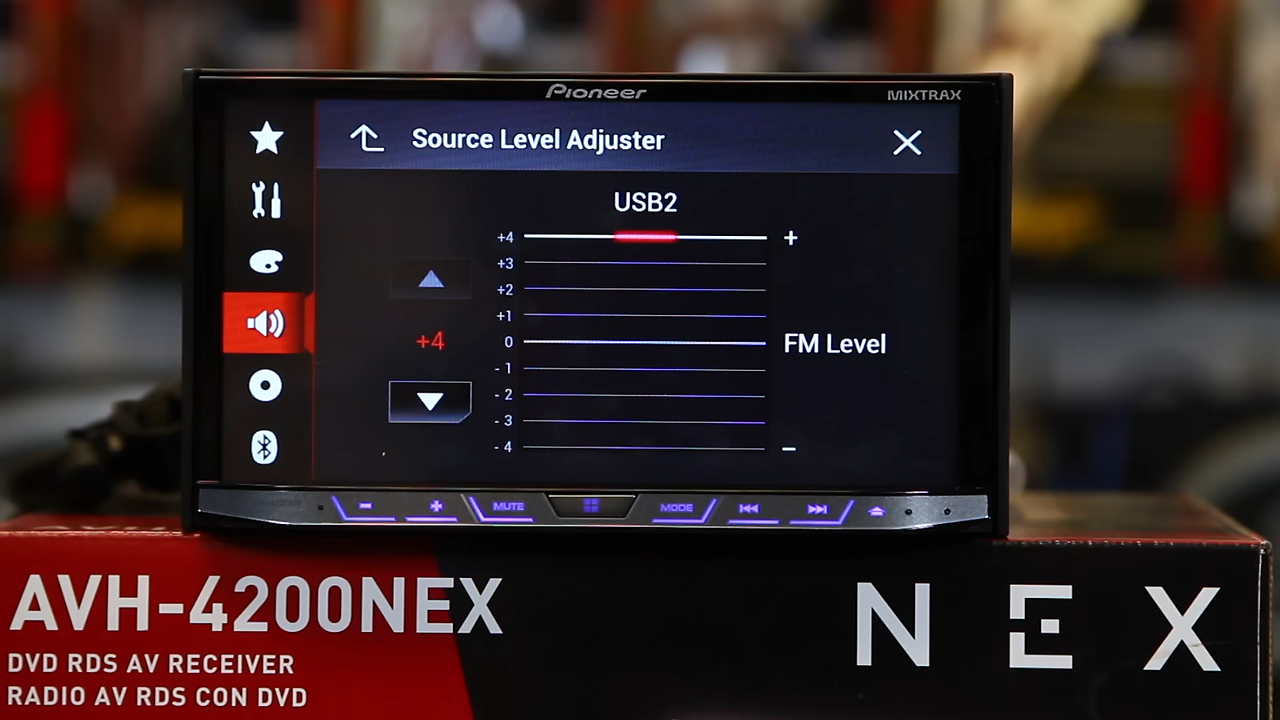 Pioneer
MIXTRAX
Source Level Adjuster
USB2
+4
+
+3
+2
+1
+4
0
FM Level
- 1
- 2
- 3
- 4
−
MUTE
MODE
AVH-4200NEX
NEX
DVD RDS AV RECEIVER
RADIO AV RDS CON DVD